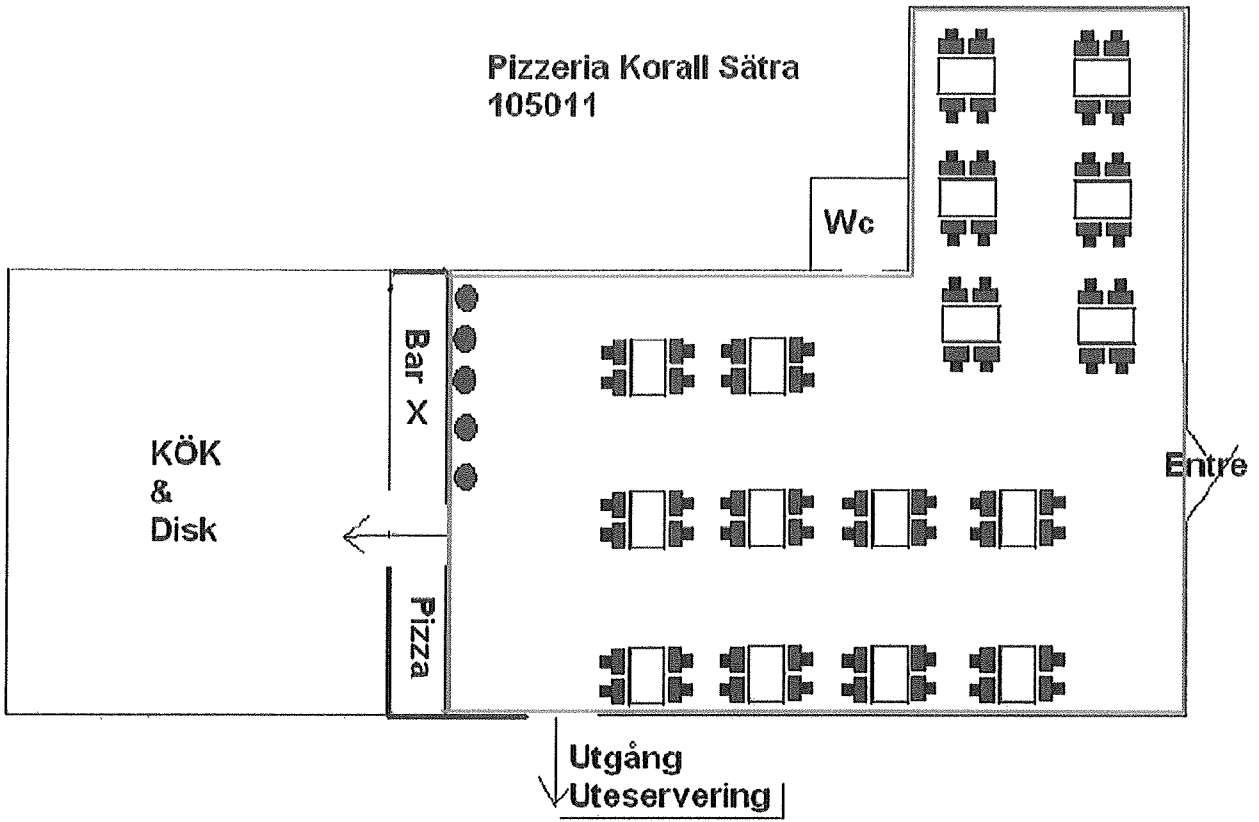 Pizzeria Korall Sätra
105011
Wc
Bar X
KÖK
&
Disk
Entre
Pizza
Utgång
Uteservering